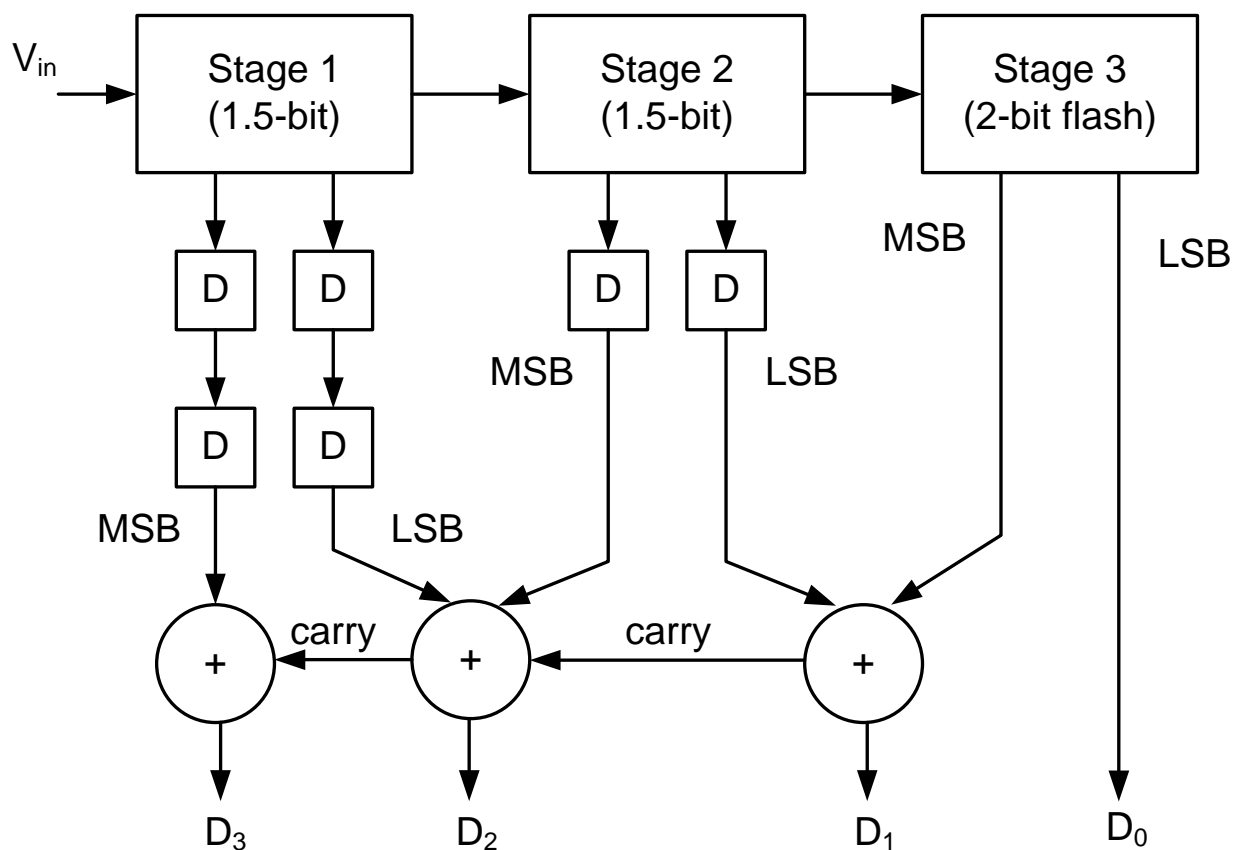 V_in
Stage 1
(1.5-bit)
Stage 2
(1.5-bit)
Stage 3
(2-bit flash)
MSB
LSB
D
D
D
D
MSB
LSB
D
D
MSB
LSB
+
carry
+
carry
+
D_3
D_2
D_1
D_0